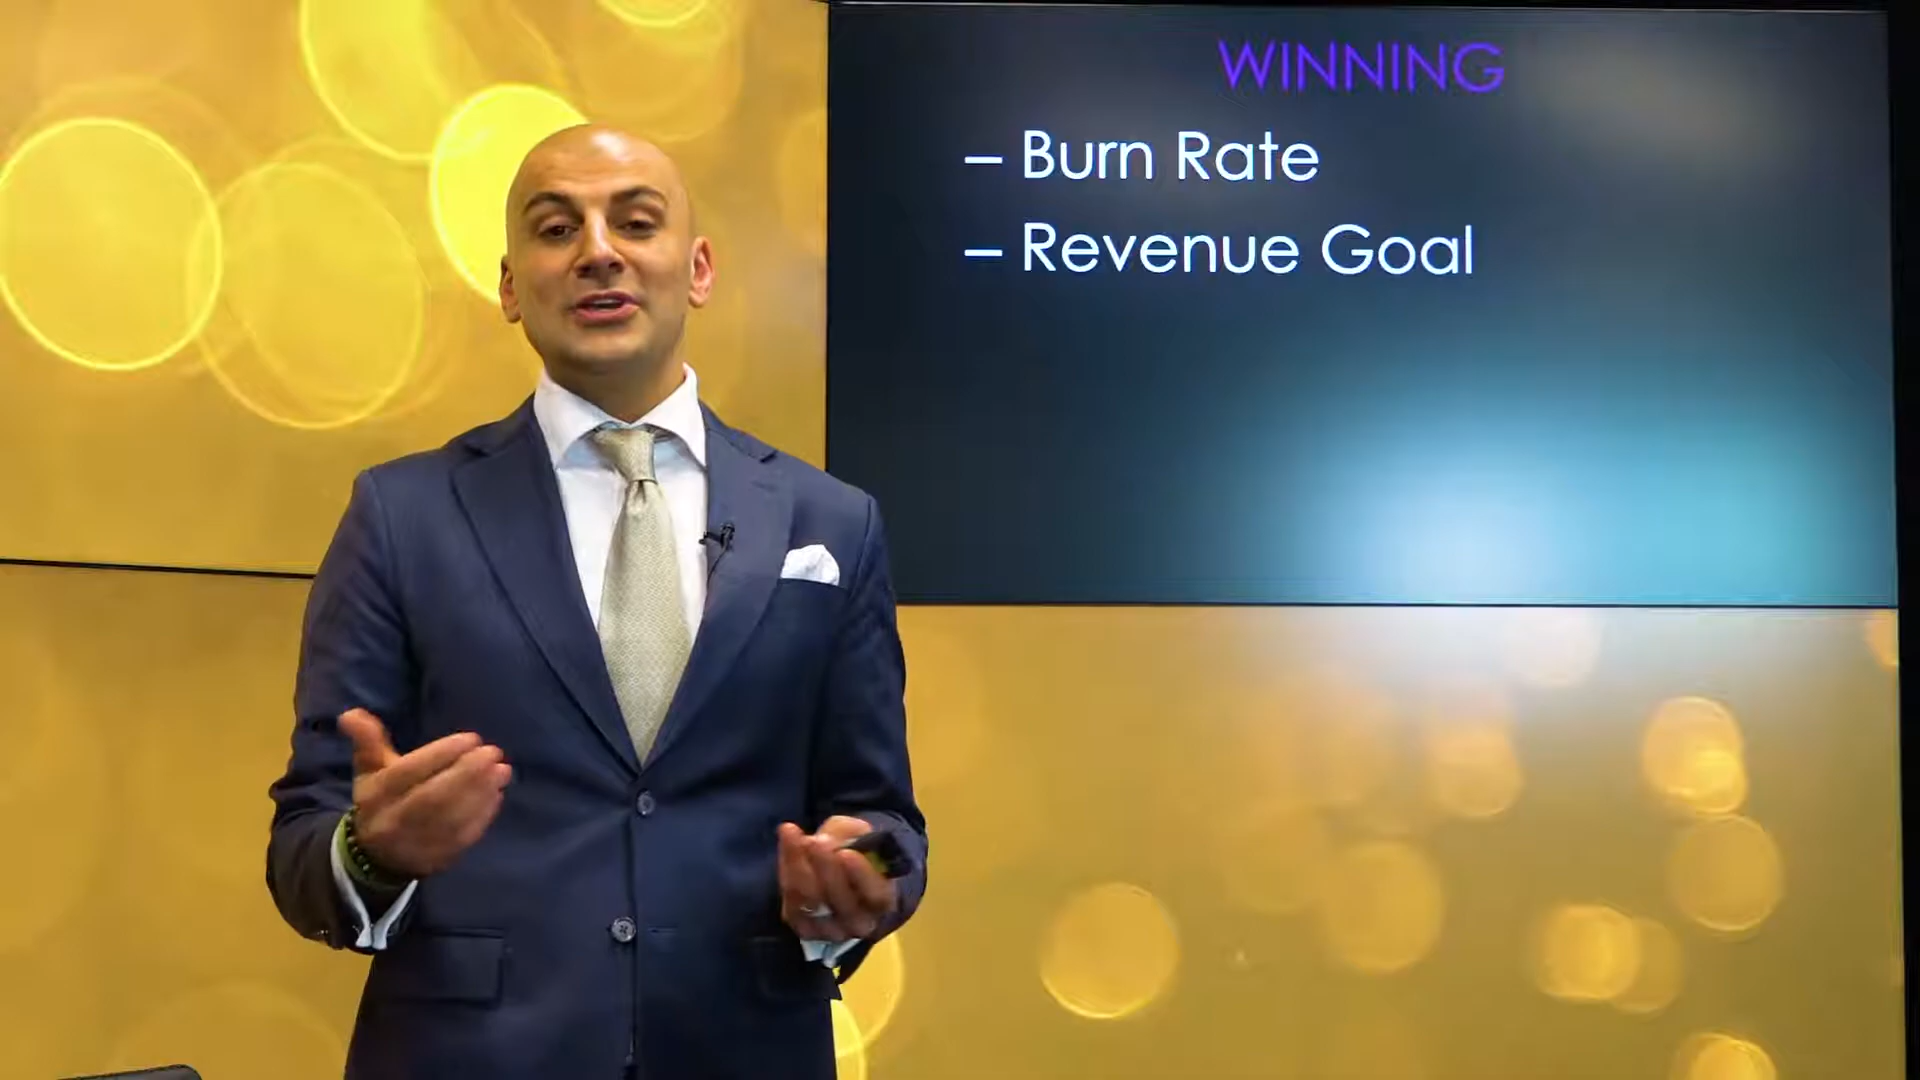 WINNING
– Burn Rate
– Revenue Goal